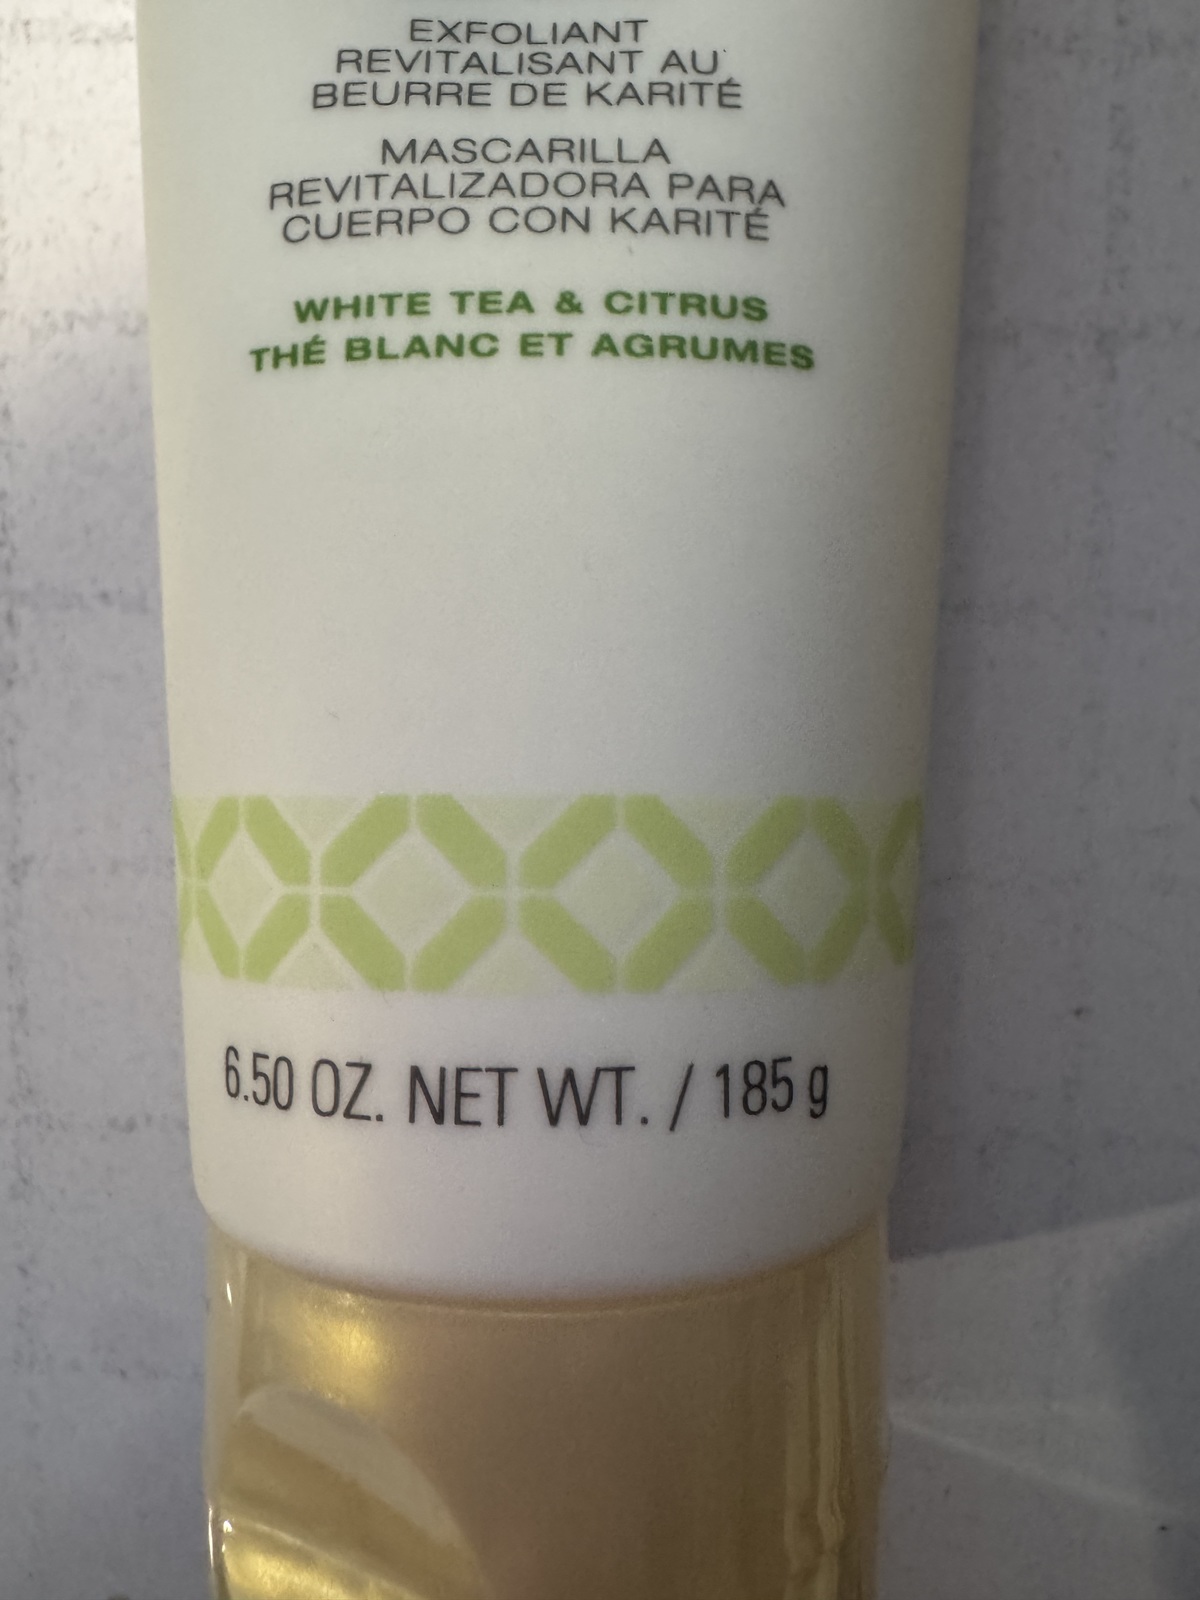 EXFOLIANT
REVITALISANT AU
BEURRE DE KARITÉ
MASCARILLA
REVITALIZADORA PARA
CUERPO CON KARITÉ
WHITE TEA & CITRUS
THÉ BLANC ET AGRUMES
6.50 OZ. NET WT. / 185 g